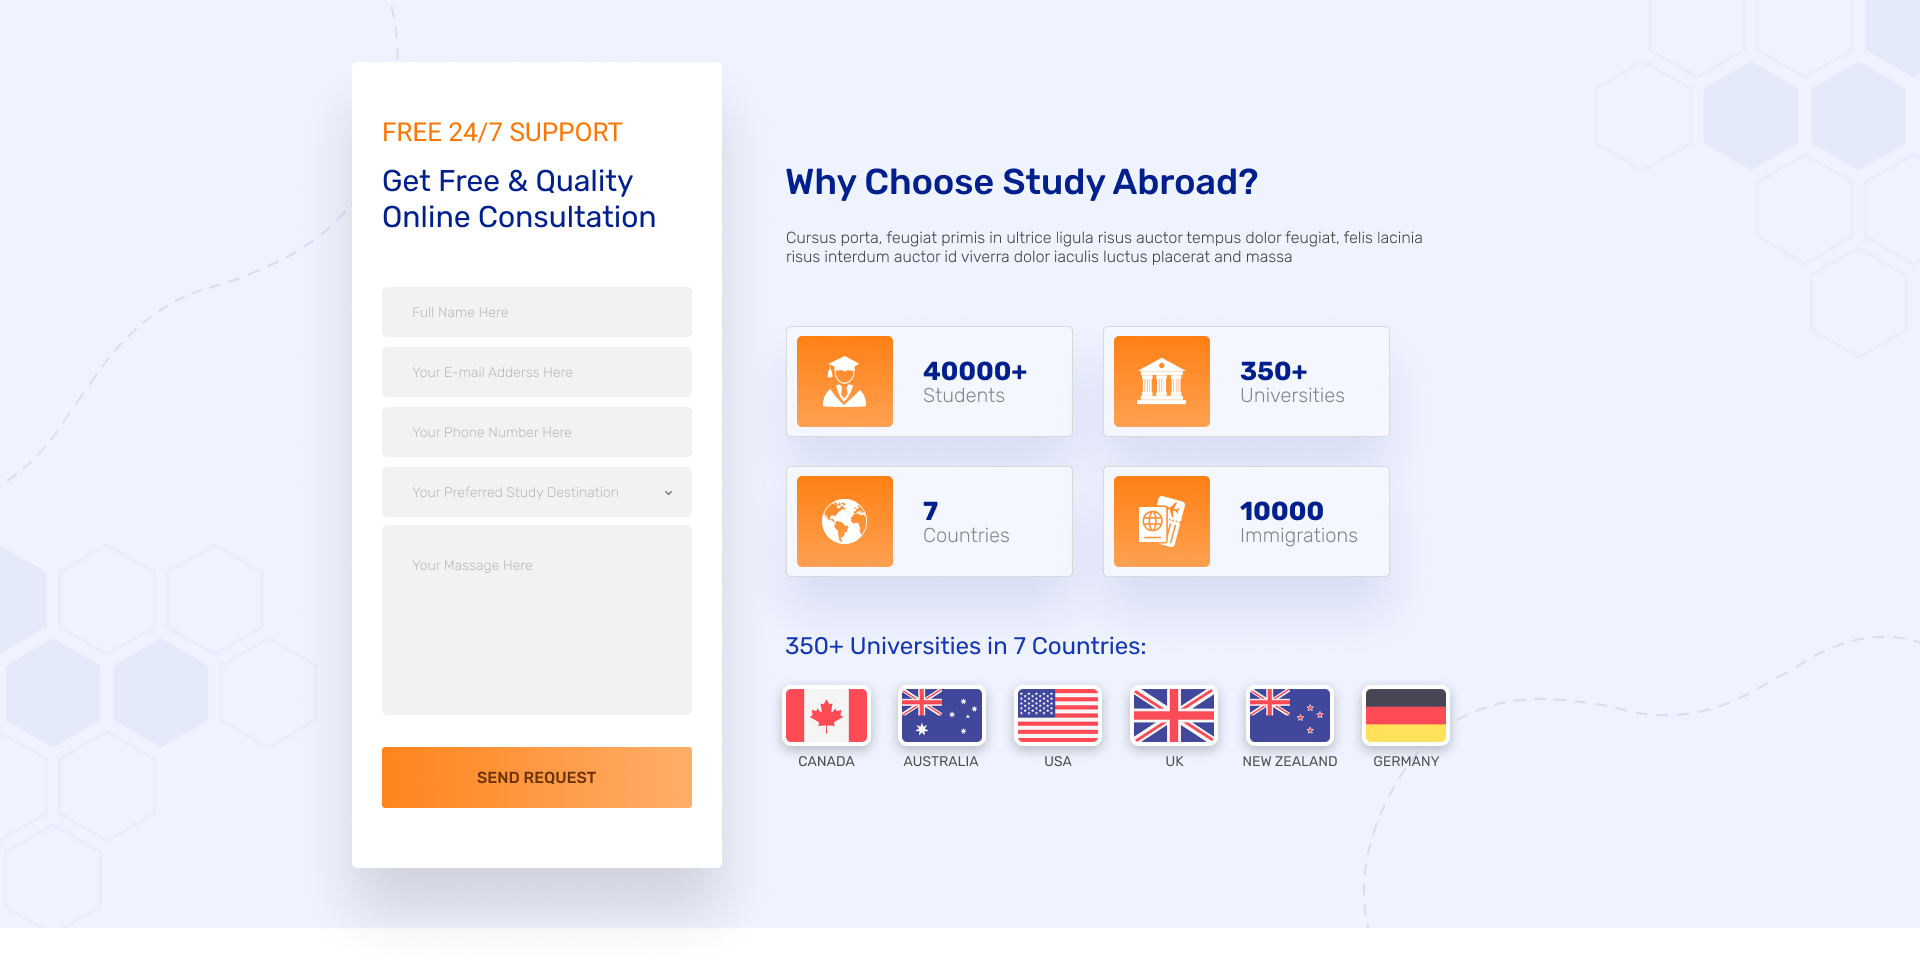 FREE 24/7 SUPPORT
Get Free & Quality
Online Consultation
Full Name Here
Your E-mail Adderss Here
Your Phone Number Here
Your Preferred Study Destination
Your Massage Here
SEND REQUEST
Why Choose Study Abroad?
Cursus porta, feugiat primis in ultrice ligula risus auctor tempus dolor feugiat, felis lacinia
risus interdum auctor id viverra dolor iaculis luctus placerat and massa
40000+
Students
350+
Universities
7
Countries
10000
Immigrations
350+ Universities in 7 Countries:
CANADA
AUSTRALIA
USA
UK
NEW ZEALAND
GERMANY